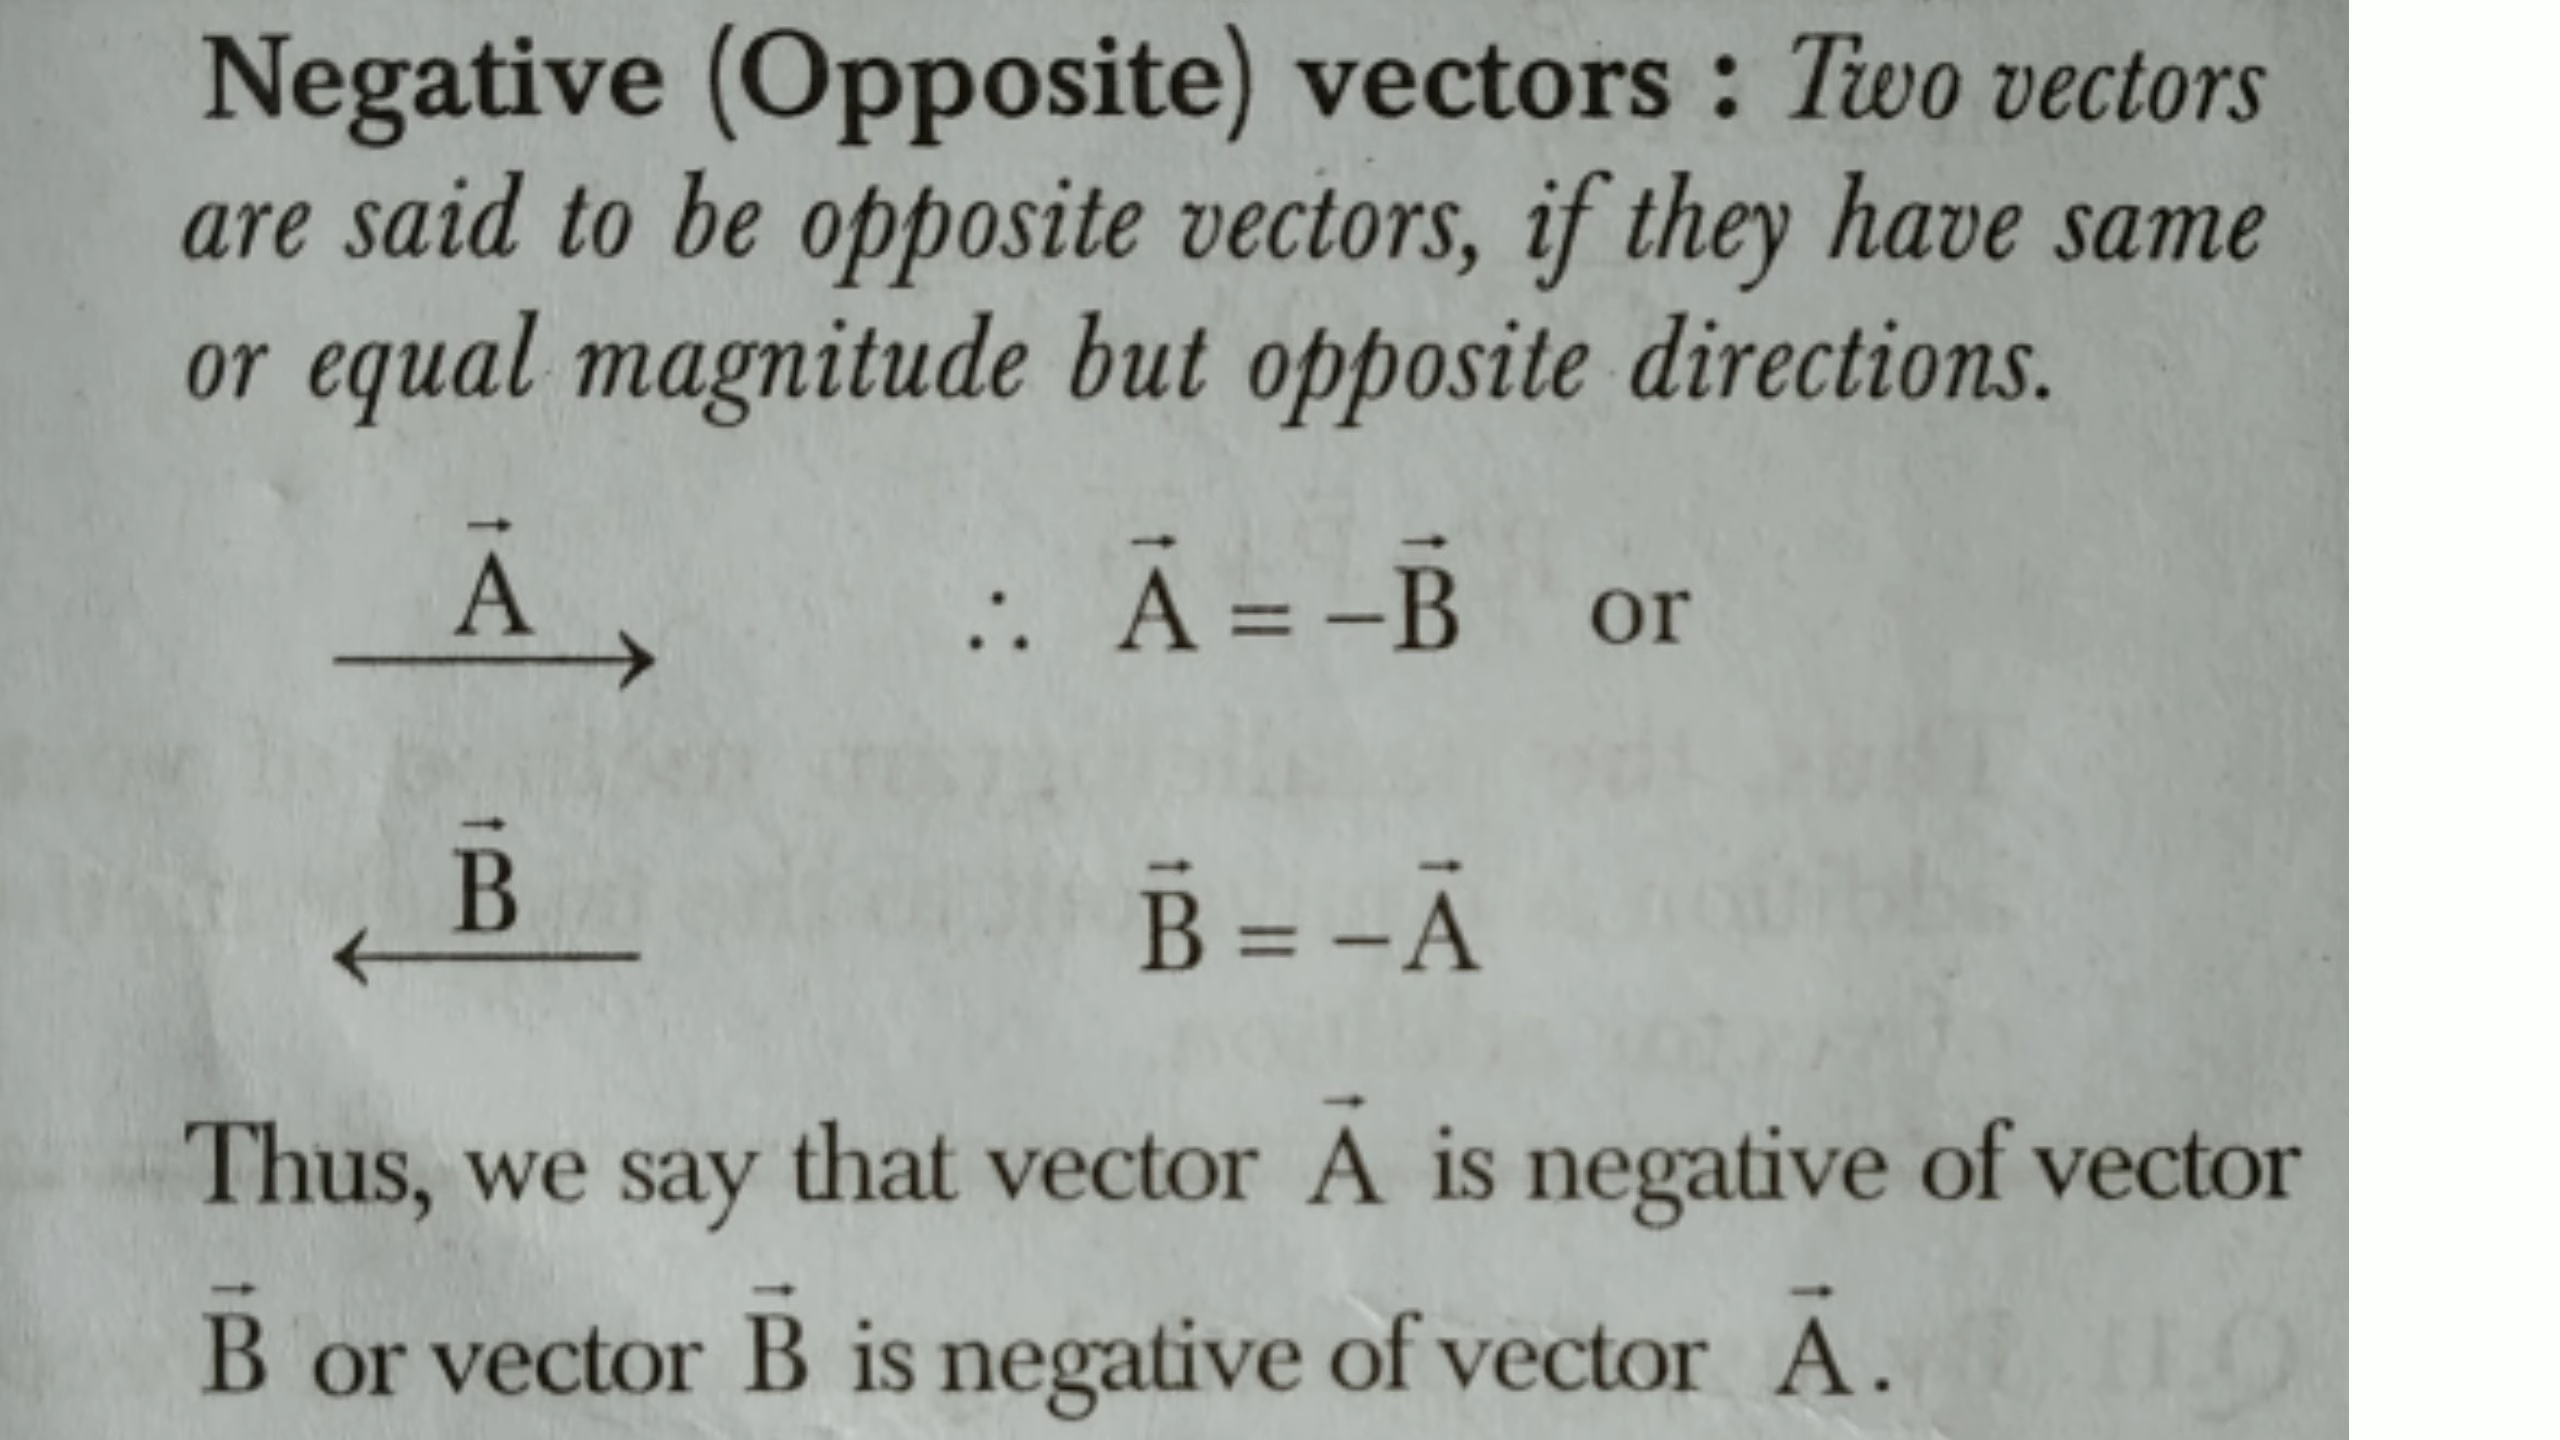 Negative (Opposite) vectors : Two vectors
are said to be opposite vectors, if they have same
or equal magnitude but opposite directions.
A⃗
∴ A⃗ = −B⃗ or
B⃗
B⃗ = −A⃗
Thus, we say that vector A⃗ is negative of vector
B⃗ or vector B⃗ is negative of vector A⃗.